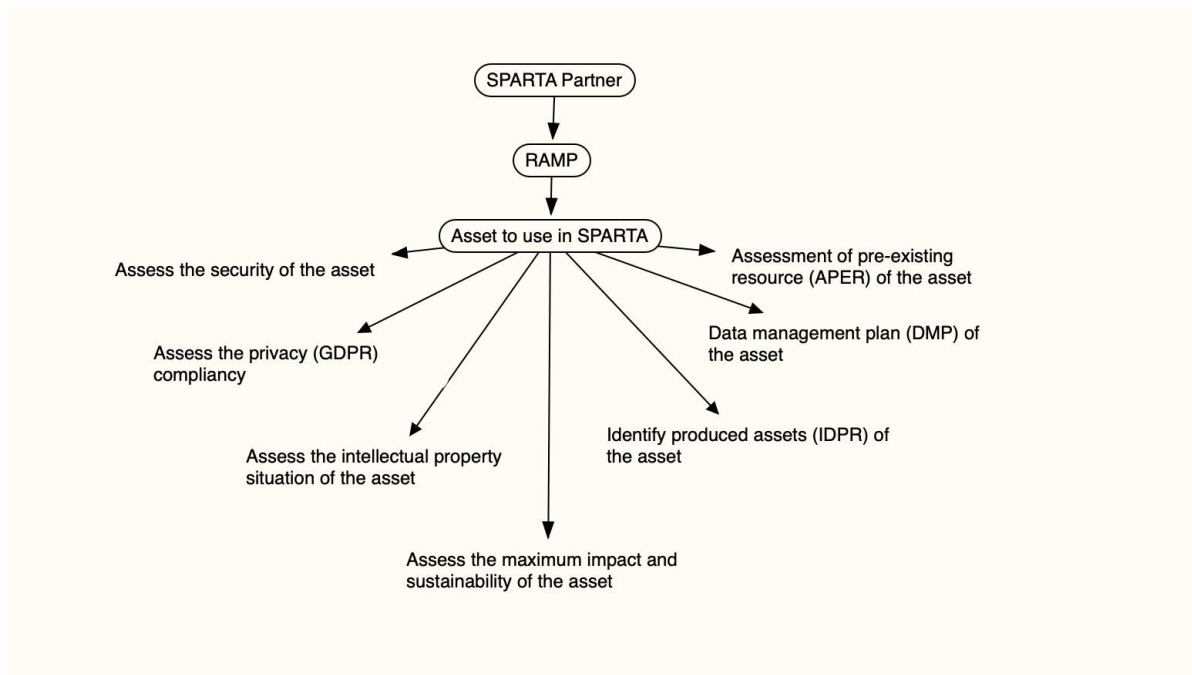 SPARTA Partner
RAMP
Asset to use in SPARTA
Assess the security of the asset
Assessment of pre-existing
resource (APER) of the asset
Data management plan (DMP) of
the asset
Assess the privacy (GDPR)
compliancy
Identify produced assets (IDPR) of
the asset
Assess the intellectual property
situation of the asset
Assess the maximum impact and
sustainability of the asset